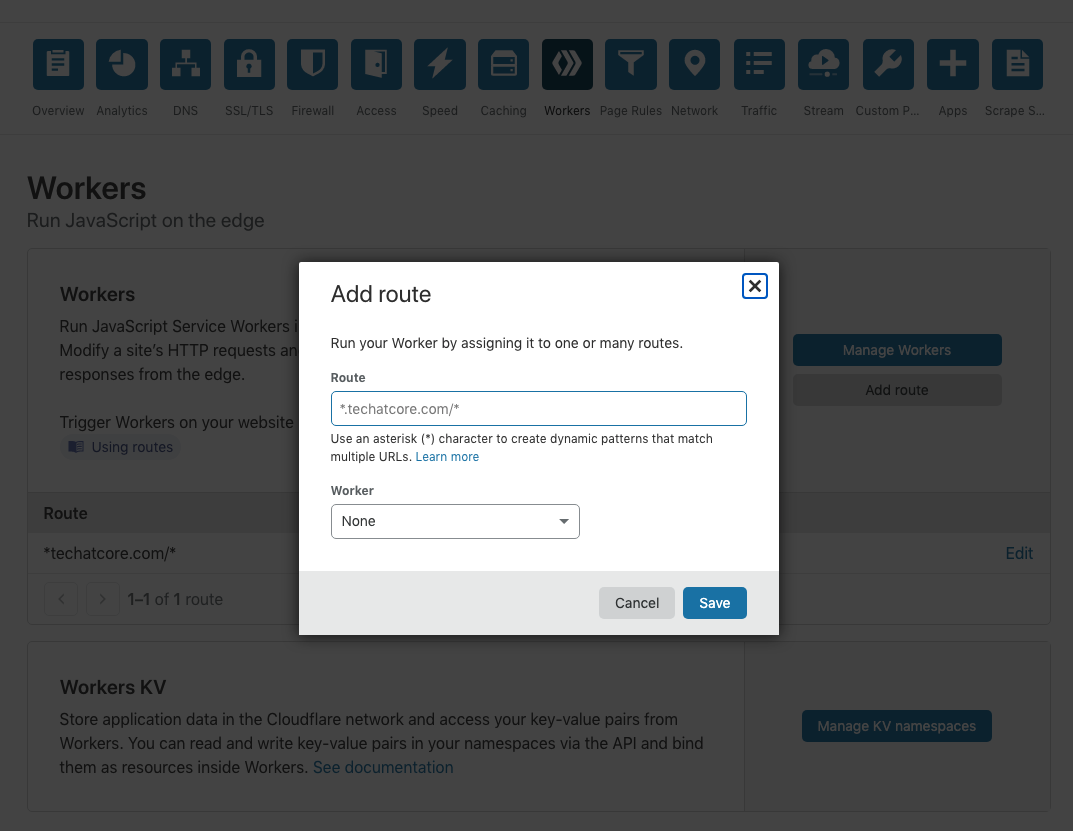 Overview Analytics DNS SSL/TLS Firewall Access Speed Caching Workers Page Rules Network Traffic Stream Custom P... Apps Scrape S...
Workers
Run JavaScript on the edge
Workers
Run JavaScript Service Workers
Modify a site's HTTP requests
responses from the edge.
Trigger Workers on your website
Using routes
Manage Workers
Add route
Add route
Run your Worker by assigning it to one or many routes.
Route
*.techatcore.com/*
Use an asterisk (*) character to create dynamic patterns that match
multiple URLs. Learn more
Worker
None
Cancel Save
Route
*techatcore.com/*
Edit
1–1 of 1 route
Workers KV
Store application data in the Cloudflare network and access your key-value pairs from
Workers. You can read and write key-value pairs in your namespaces via the API and bind
them as resources inside Workers. See documentation
Manage KV namespaces